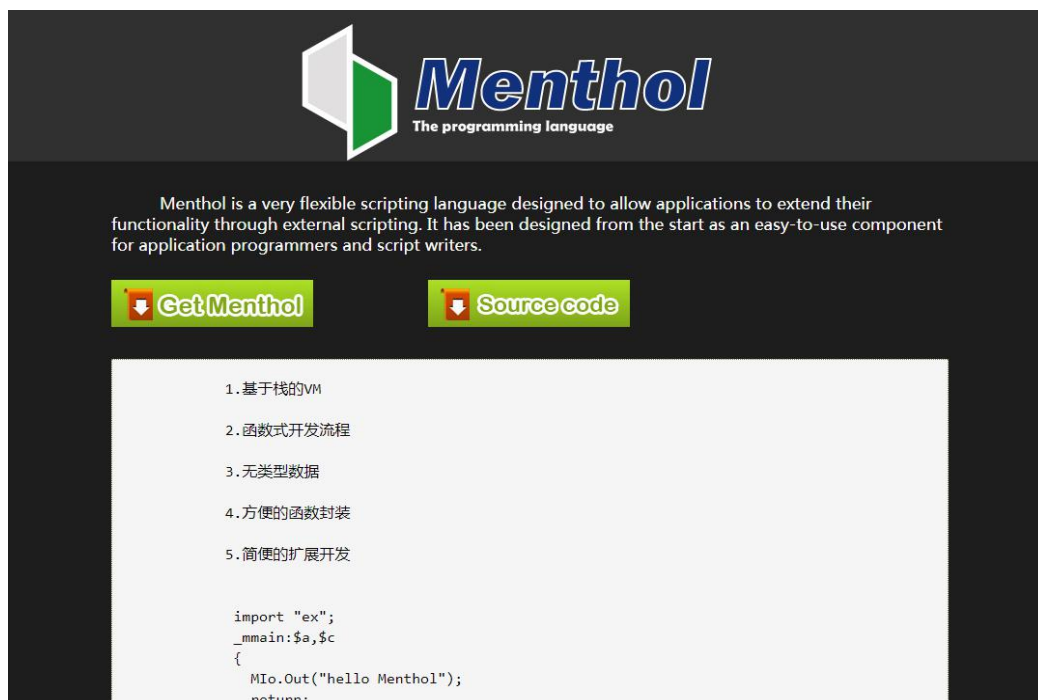 Menthol
The programming language
Menthol is a very flexible scripting language designed to allow applications to extend their
functionality through external scripting. It has been designed from the start as an easy-to-use component
for application programmers and script writers.
Get Menthol
Source code
1.基于栈的VM
2.函数式开发流程
3.无类型数据
4.方便的函数封装
5.简便的扩展开发
import "ex";
_mmain:$a,$c
{
MIo.Out("hello Menthol");
return;